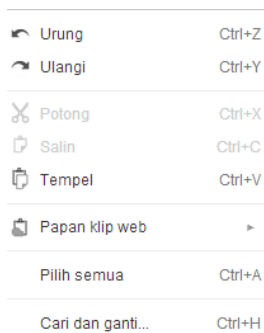 Urung Ctrl+Z
Ulangi Ctrl+Y
Potong Ctrl+X
Salin Ctrl+C
Tempel Ctrl+V
Papan klip web
Pilih semua Ctrl+A
Cari dan ganti... Ctrl+H